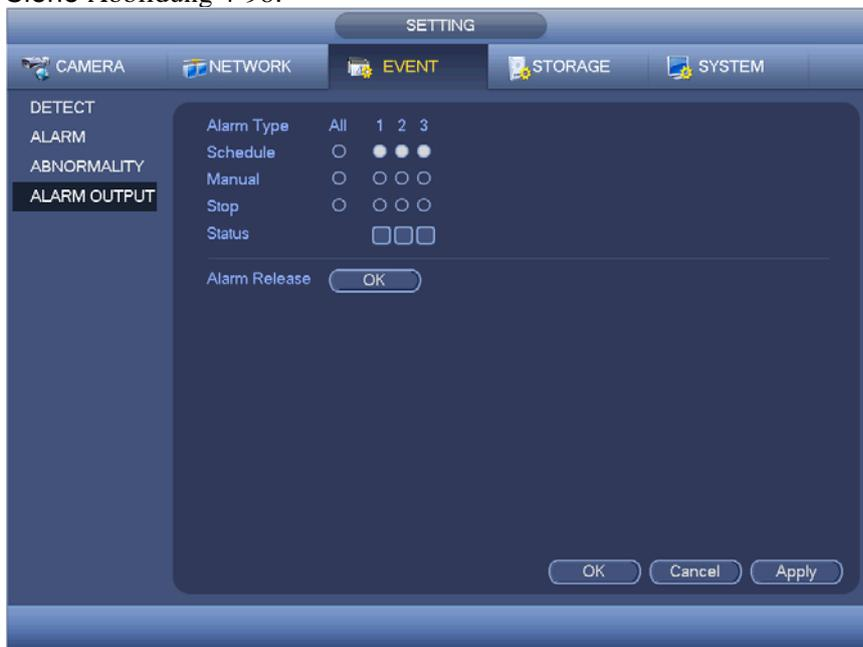 SETTING
CAMERA NETWORK EVENT STORAGE SYSTEM
DETECT
ALARM
ABNORMALITY
ALARM OUTPUT
Alarm Type All 1 2 3
Schedule
Manual
Stop
Status
Alarm Release OK
OK Cancel Apply